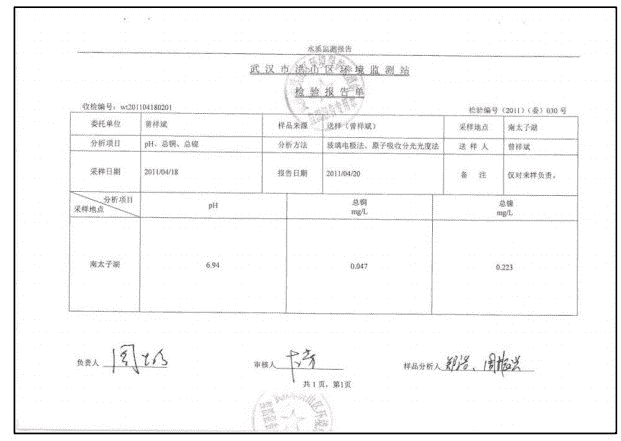 水质监测报告
武汉市洪山区环境监测站
检验报告单
收检编号：wt201104180201
检验编号（2011）（委）030号
委托单位 曾祥斌 样品来源 送样（曾祥斌） 采样地点 南太子湖
分析项目 pH、总铜、总镍 分析方法 玻璃电极法、原子吸收分光光度法 送样人 曾祥斌
采样日期 2011/04/18 报告日期 2011/04/20 备 注 仅对来样负责。
分析项目
采样地点
pH
总铜
mg/L
总镍
mg/L
南太子湖 6.94 0.047 0.223
负责人
审核人
样品分析人
共1页，第1页